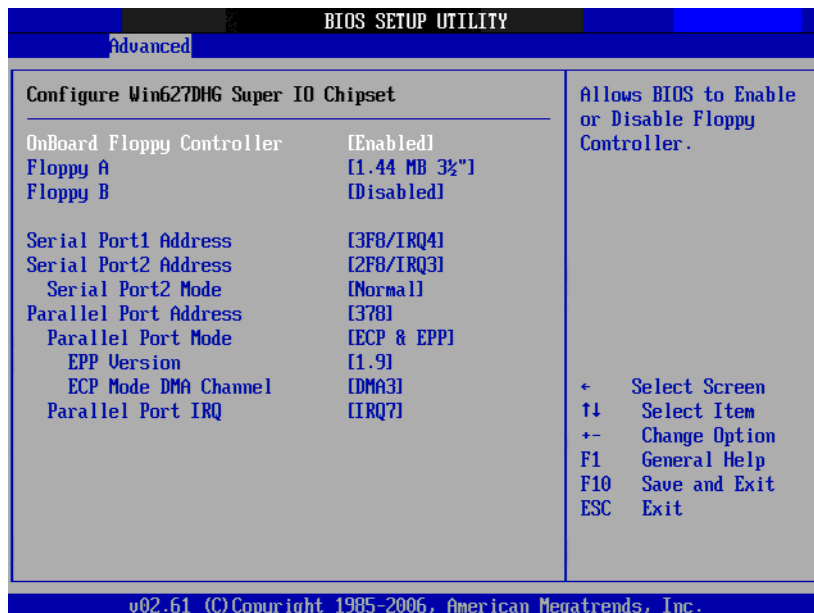 BIOS SETUP UTILITY
Advanced
Configure Win627DHG Super IO Chipset
OnBoard Floppy Controller [Enabled]
Floppy A [1.44 MB 3½"]
Floppy B [Disabled]
Serial Port1 Address [3F8/IRQ4]
Serial Port2 Address [2F8/IRQ3]
Serial Port2 Mode [Normal]
Parallel Port Address [378]
Parallel Port Mode [ECP & EPP]
EPP Version [1.9]
ECP Mode DMA Channel [DMA3]
Parallel Port IRQ [IRQ7]
Allows BIOS to Enable
or Disable Floppy
Controller.
← Select Screen
↑↓ Select Item
+- Change Option
F1 General Help
F10 Save and Exit
ESC Exit
v02.61 (C)Copyright 1985-2006, American Megatrends, Inc.